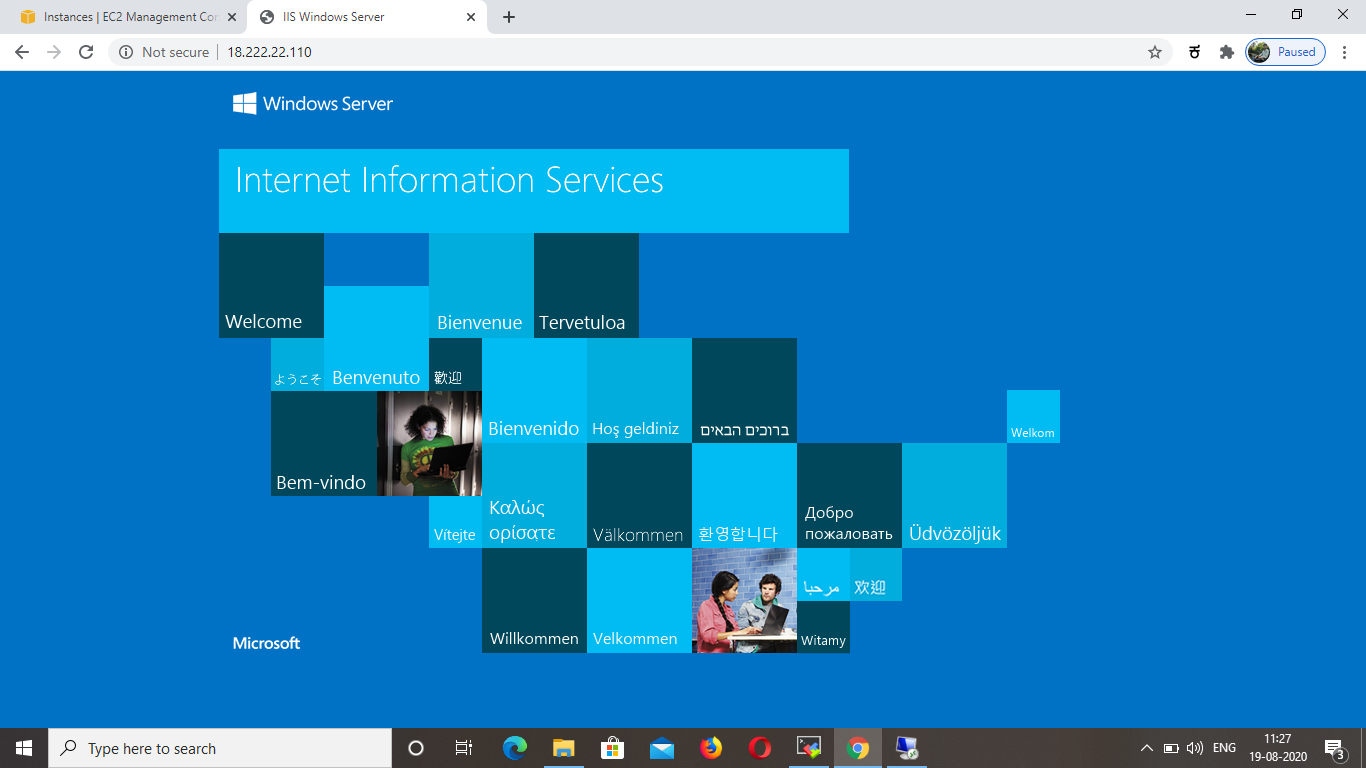 Instances | EC2 Management Con
IIS Windows Server
Not secure
18.222.22.110
ಕ
Paused
Windows Server
Internet Information Services
Welcome
Bienvenue
Tervetuloa
ようこそ
Benvenuto
歡迎
Bienvenido
Hoş geldiniz
ברוכים הבאים
Welkom
Bem-vindo
Vítejte
Καλώς
ορίσατε
Välkommen
환영합니다
Добро
пожаловать
Üdvözöljük
Willkommen
Velkommen
مرحبا
欢迎
Witamy
Microsoft
Type here to search
ENG
11:27
19-08-2020
3